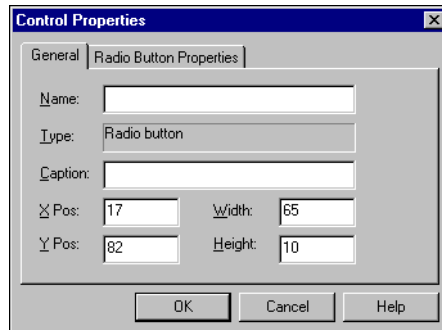 Control Properties
General Radio Button Properties
Name:
Type: Radio button
Caption:
X Pos: 17 Width: 65
Y Pos: 82 Height: 10
OK Cancel Help